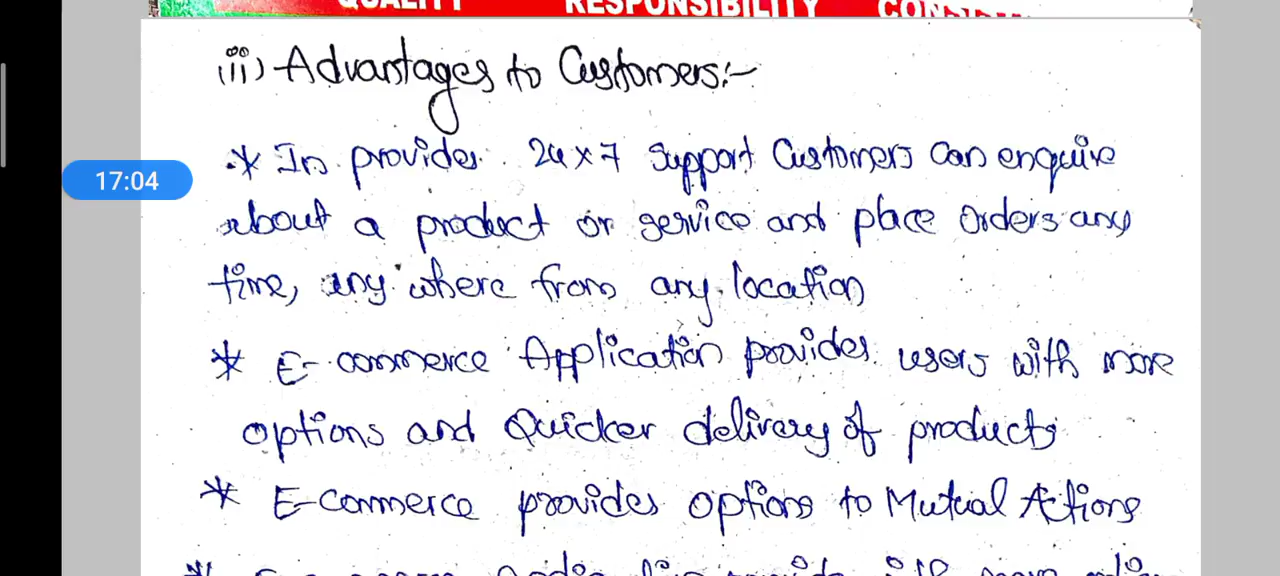 QUALITY RESPONSIBILITY
iii) Advantages to Customers:-
* In provides 24x7 support Customers can enquire
about a product or service and place orders any
time, any where from any location
17:04
* E-commerce Application provides users with more
options and Quicker delivery of products
* E-commerce provides options to Mutual Actions